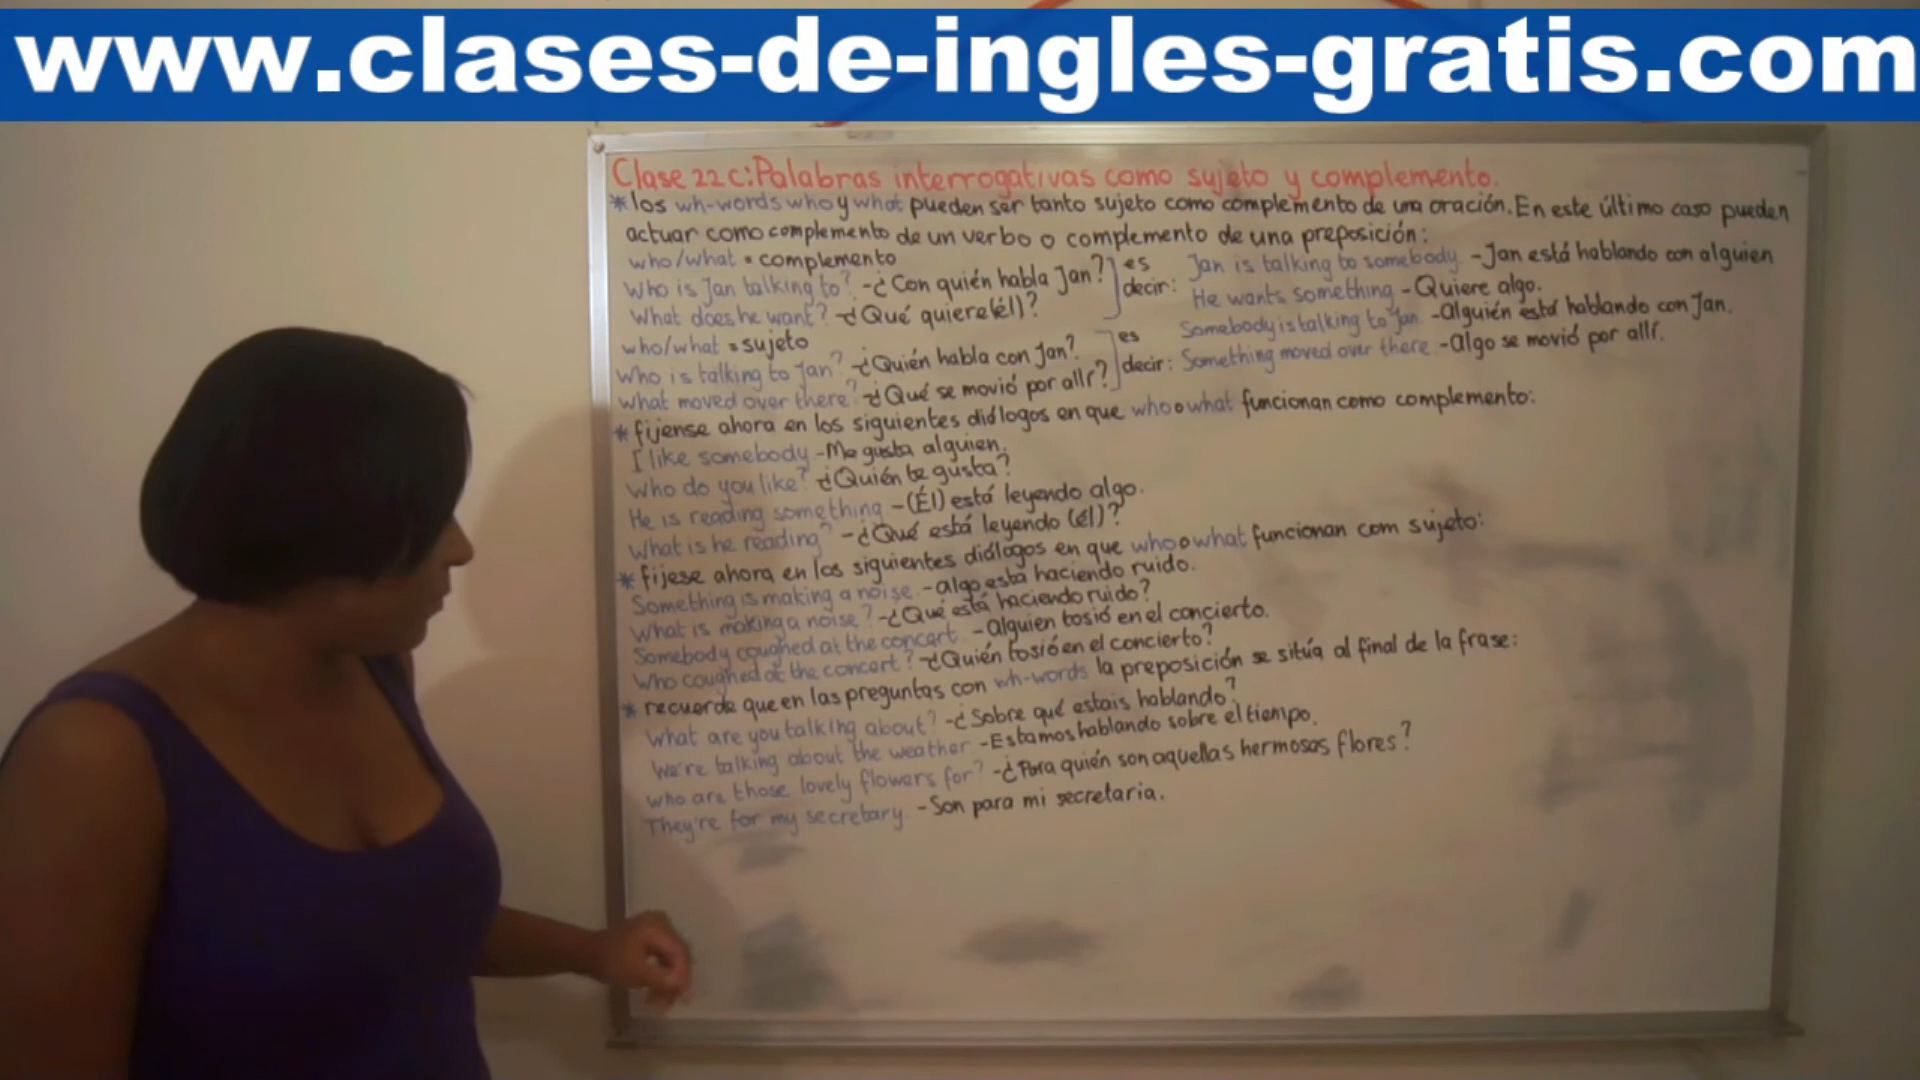 www.clases-de-ingles-gratis.com
Clase 22c: Palabras interrogativas como sujeto y complemento.
*los wh-words who y what pueden ser tanto sujeto como complemento de una oración. En este último caso pueden
actuar como complemento de un verbo o complemento de una preposición:
who/what = complemento
Who is Jan talking to? -¿Con quién habla Jan? ] es decir: Jan is talking to somebody. -Jan está hablando con alguien
What does he want? -¿Qué quiere (él)? He wants something -Quiere algo.
who/what = sujeto
Who is talking to Jan? -¿Quién habla con Jan? ] es decir: Somebody is talking to Jan -Alguién está hablando con Jan.
What moved over there? -¿Qué se movió por allí? Something moved over there -Algo se movió por allí.
* fíjense ahora en los siguientes diálogos en que who o what funcionan como complemento:
I like somebody -Me gusta alguien.
Who do you like? -¿Quién te gusta?
He is reading something -(Él) está leyendo algo.
What is he reading? -¿Qué está leyendo (él)?
* fíjese ahora en los siguientes diálogos en que who o what funcionan com sujeto:
Something is making a noise. -algo está haciendo ruido.
What is making a noise? -¿Qué está haciendo ruido?
Somebody coughed at the concert. -Alguien tosió en el concierto.
Who coughed at the concert? -¿Quién tosió en el concierto?
* recuerde que en las preguntas con wh-words la preposición se sitúa al final de la frase:
What are you talking about? -¿Sobre qué estais hablando?
We're talking about the weather -Estamos hablando sobre el tiempo.
Who are those lovely flowers for? -¿Para quién son aquellas hermosas flores?
They're for my secretary. -Son para mi secretaria.